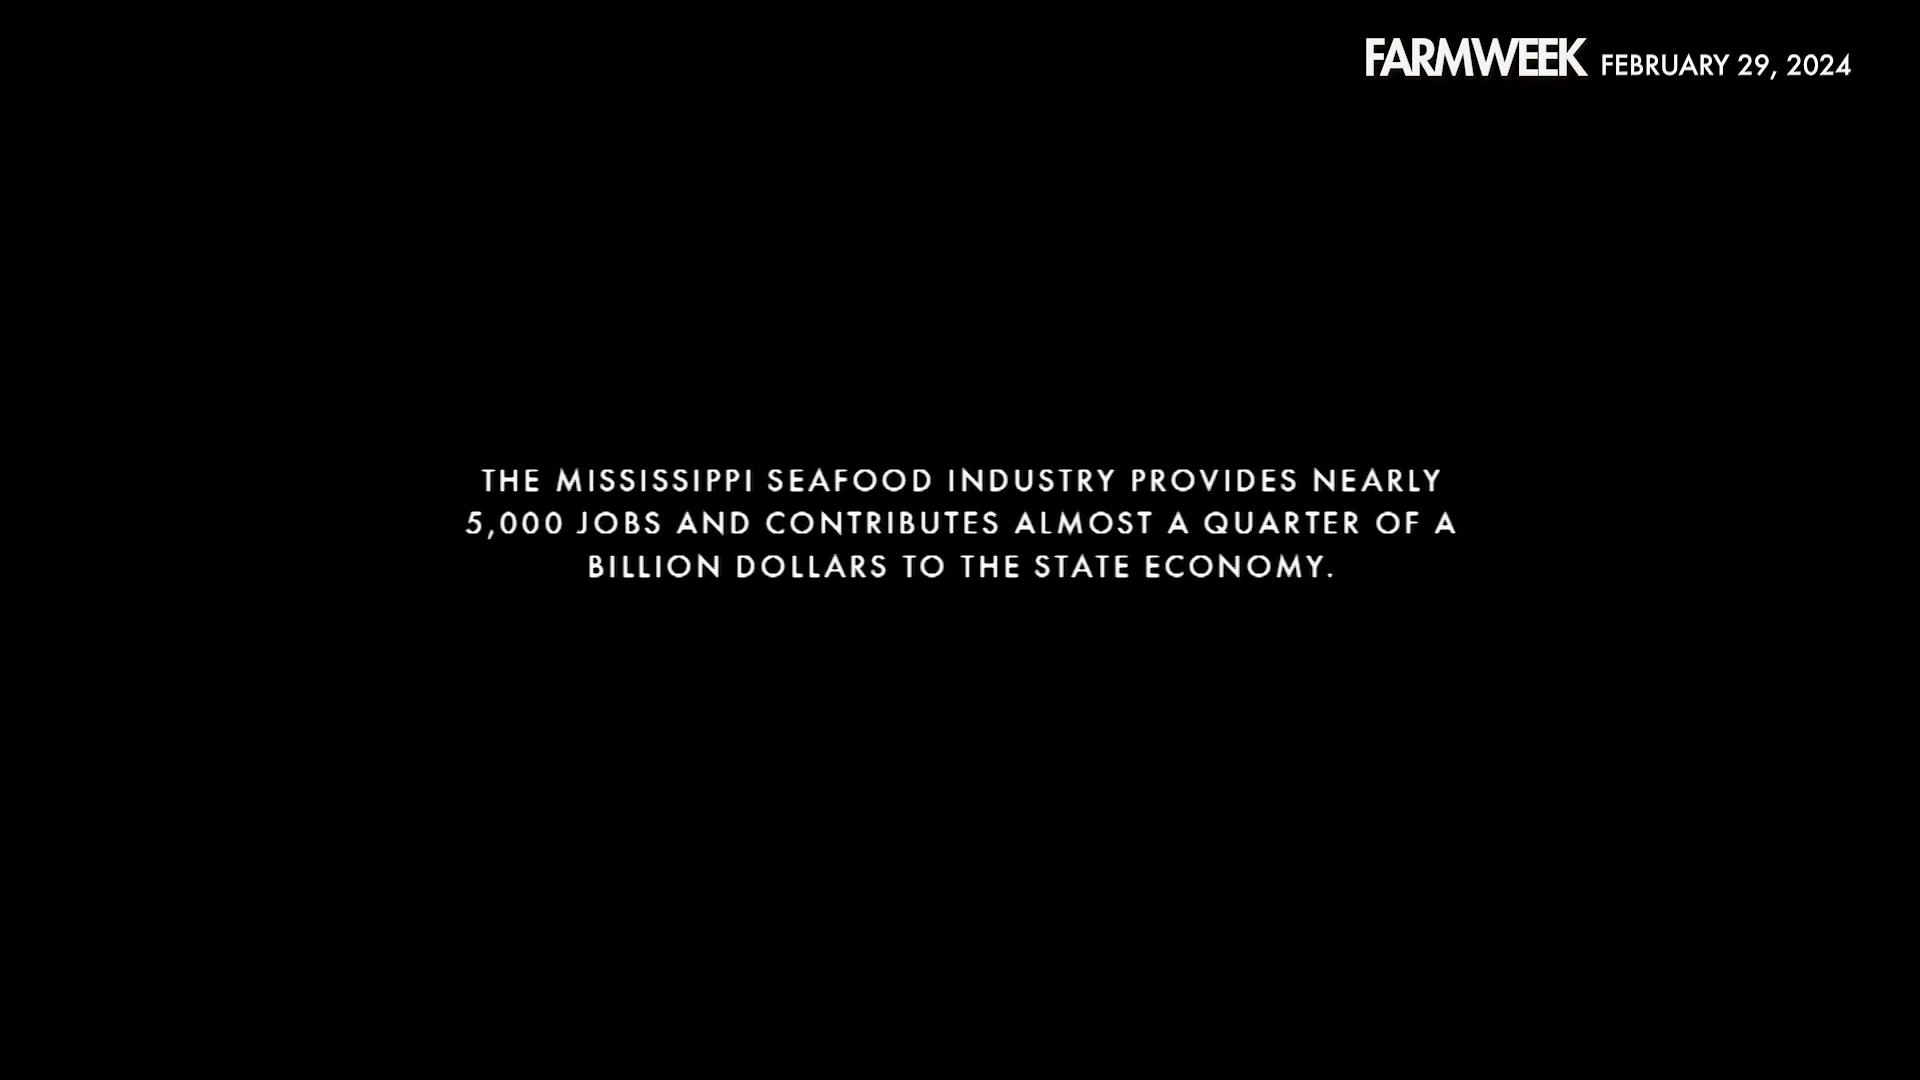 FARMWEEK FEBRUARY 29, 2024
THE MISSISSIPPI SEAFOOD INDUSTRY PROVIDES NEARLY
5,000 JOBS AND CONTRIBUTES ALMOST A QUARTER OF A
BILLION DOLLARS TO THE STATE ECONOMY.